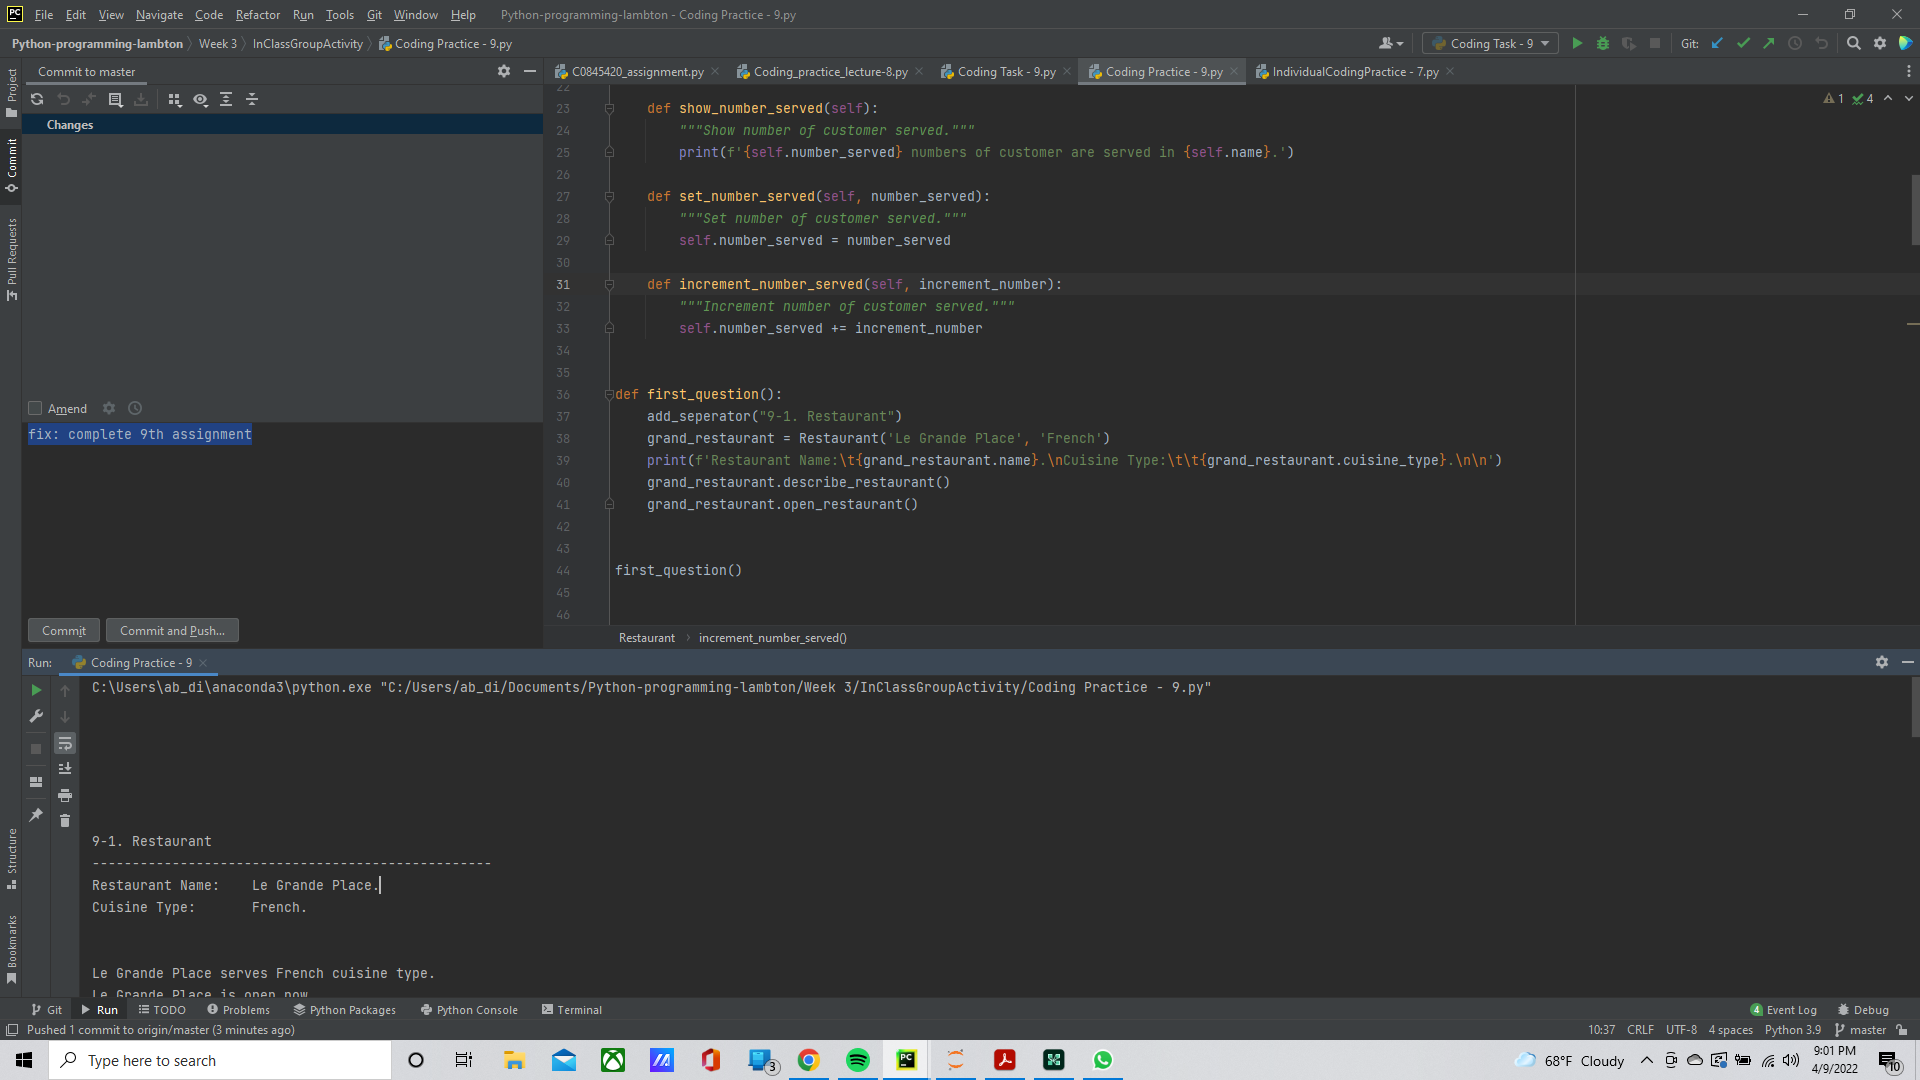 PC File Edit View Navigate Code Refactor Run Tools Git Window Help Python-programming-lambton - Coding Practice - 9.py
Python-programming-lambton Week 3 InClassGroupActivity Coding Practice - 9.py Coding Task - 9 Git:
Project
Commit
Pull Requests
Structure
Bookmarks
Commit to master
Changes
Amend
fix: complete 9th assignment
Commit Commit and Push...
C0845420_assignment.py Coding_practice_lecture-8.py Coding Task - 9.py Coding Practice - 9.py IndividualCodingPractice - 7.py
1 4
22
23 def show_number_served(self):
24 """Show number of customer served."""
25 print(f'{self.number_served} numbers of customer are served in {self.name}.')
26
27 def set_number_served(self, number_served):
28 """Set number of customer served."""
29 self.number_served = number_served
30
31 def increment_number_served(self, increment_number):
32 """Increment number of customer served."""
33 self.number_served += increment_number
34
35
36 def first_question():
37 add_seperator("9-1. Restaurant")
38 grand_restaurant = Restaurant('Le Grande Place', 'French')
39 print(f'Restaurant Name:\t{grand_restaurant.name}.\nCuisine Type:\t\t{grand_restaurant.cuisine_type}.\n\n')
40 grand_restaurant.describe_restaurant()
41 grand_restaurant.open_restaurant()
42
43
44 first_question()
45
46
Restaurant increment_number_served()
Run: Coding Practice - 9
C:\Users\ab_di\anaconda3\python.exe "C:/Users/ab_di/Documents/Python-programming-lambton/Week 3/InClassGroupActivity/Coding Practice - 9.py"
9-1. Restaurant
--------------------------------------------------
Restaurant Name: Le Grande Place.
Cuisine Type: French.
Le Grande Place serves French cuisine type.
Le Grande Place is open now
Git Run TODO Problems Python Packages Python Console Terminal 4 Event Log Debug
Pushed 1 commit to origin/master (3 minutes ago) 10:37 CRLF UTF-8 4 spaces Python 3.9 master
Type here to search 3 PC 68°F Cloudy 9:01 PM 10
4/9/2022